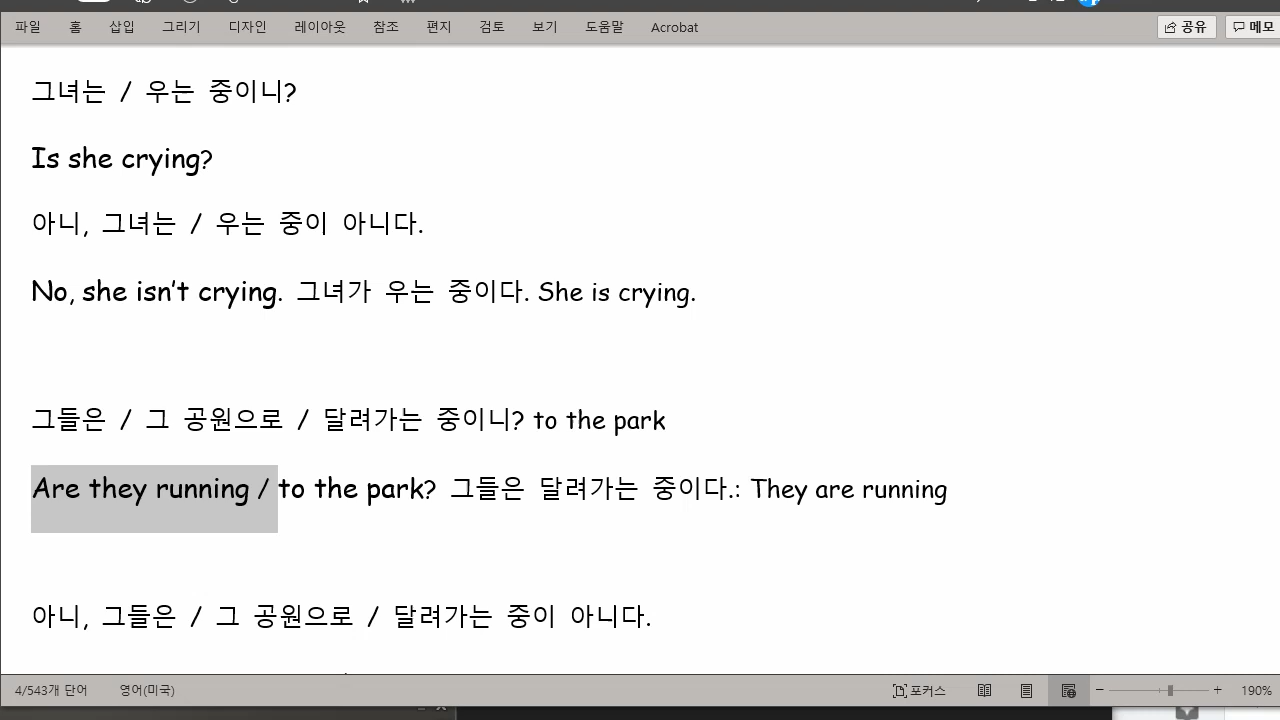 파일 홈 삽입 그리기 디자인 레이아웃 참조 편지 검토 보기 도움말 Acrobat 공유 메모
그녀는 / 우는 중이니?
Is she crying?
아니, 그녀는 / 우는 중이 아니다.
No, she isn't crying. 그녀가 우는 중이다. She is crying.
그들은 / 그 공원으로 / 달려가는 중이니? to the park
Are they running / to the park? 그들은 달려가는 중이다.: They are running
아니, 그들은 / 그 공원으로 / 달려가는 중이 아니다.
4/543개 단어 영어(미국) 포커스 190%